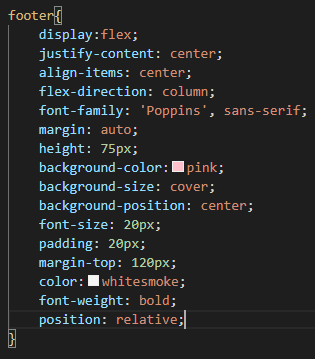 footer{
display:flex;
justify-content: center;
align-items: center;
flex-direction: column;
font-family: 'Poppins', sans-serif;
margin: auto;
height: 75px;
background-color:pink;
background-size: cover;
background-position: center;
font-size: 20px;
padding: 20px;
margin-top: 120px;
color:whitesmoke;
font-weight: bold;
position: relative;
}